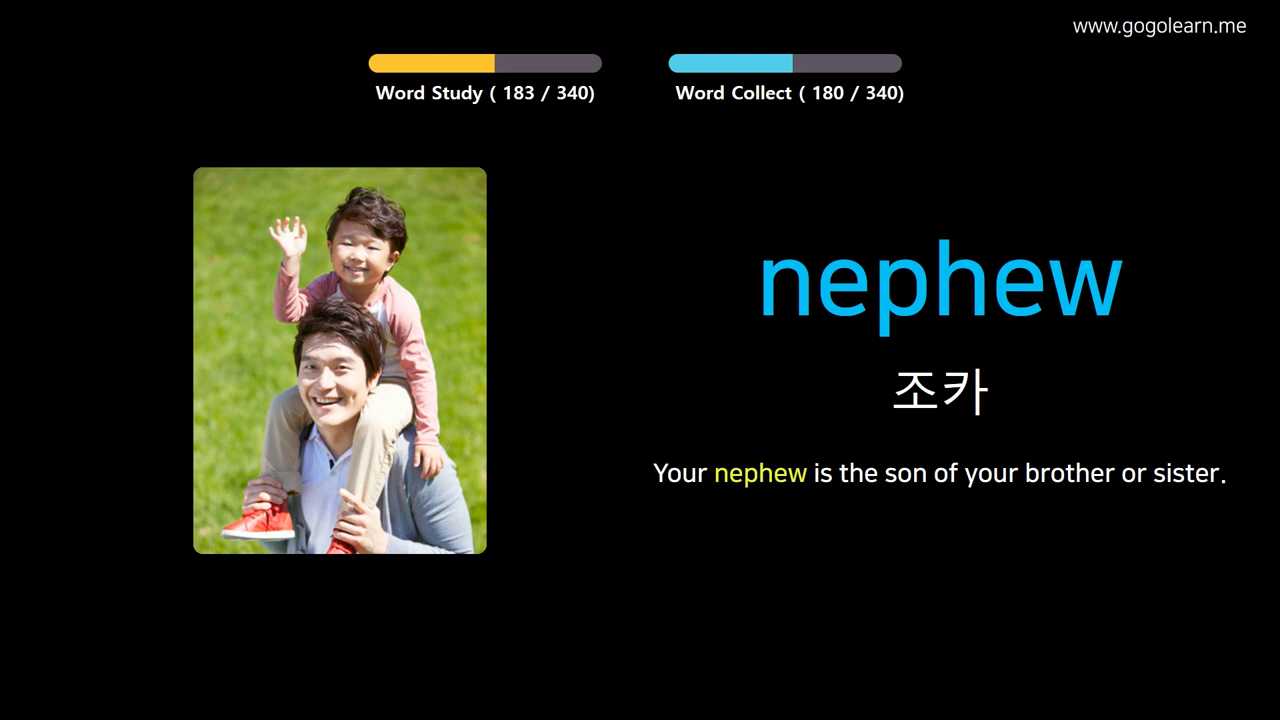 www.gogolearn.me
Word Study ( 183 / 340)
Word Collect ( 180 / 340)
nephew
조카
Your nephew is the son of your brother or sister.